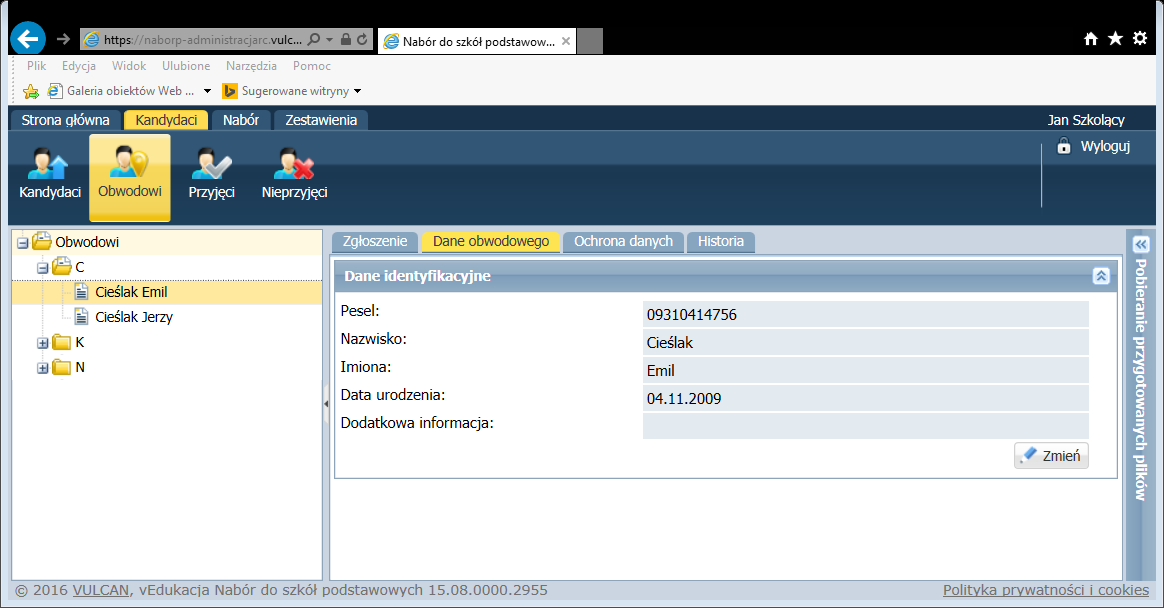 https://naborp-administracjarc.vulc...
Nabór do szkół podstawow...
Plik Edycja Widok Ulubione Narzędzia Pomoc
Galeria obiektów Web ... Sugerowane witryny
Strona główna Kandydaci Nabór Zestawienia Jan Szkolący
Wyloguj
Kandydaci Obwodowi Przyjęci Nieprzyjęci
Obwodowi
C
Cieślak Emil
Cieślak Jerzy
K
N
Zgłoszenie Dane obwodowego Ochrona danych Historia
Dane identyfikacyjne
Pesel: 09310414756
Nazwisko: Cieślak
Imiona: Emil
Data urodzenia: 04.11.2009
Dodatkowa informacja:
Zmień
Pobieranie przygotowanych plików
© 2016 VULCAN, vEdukacja Nabór do szkół podstawowych 15.08.0000.2955 Polityka prywatności i cookies